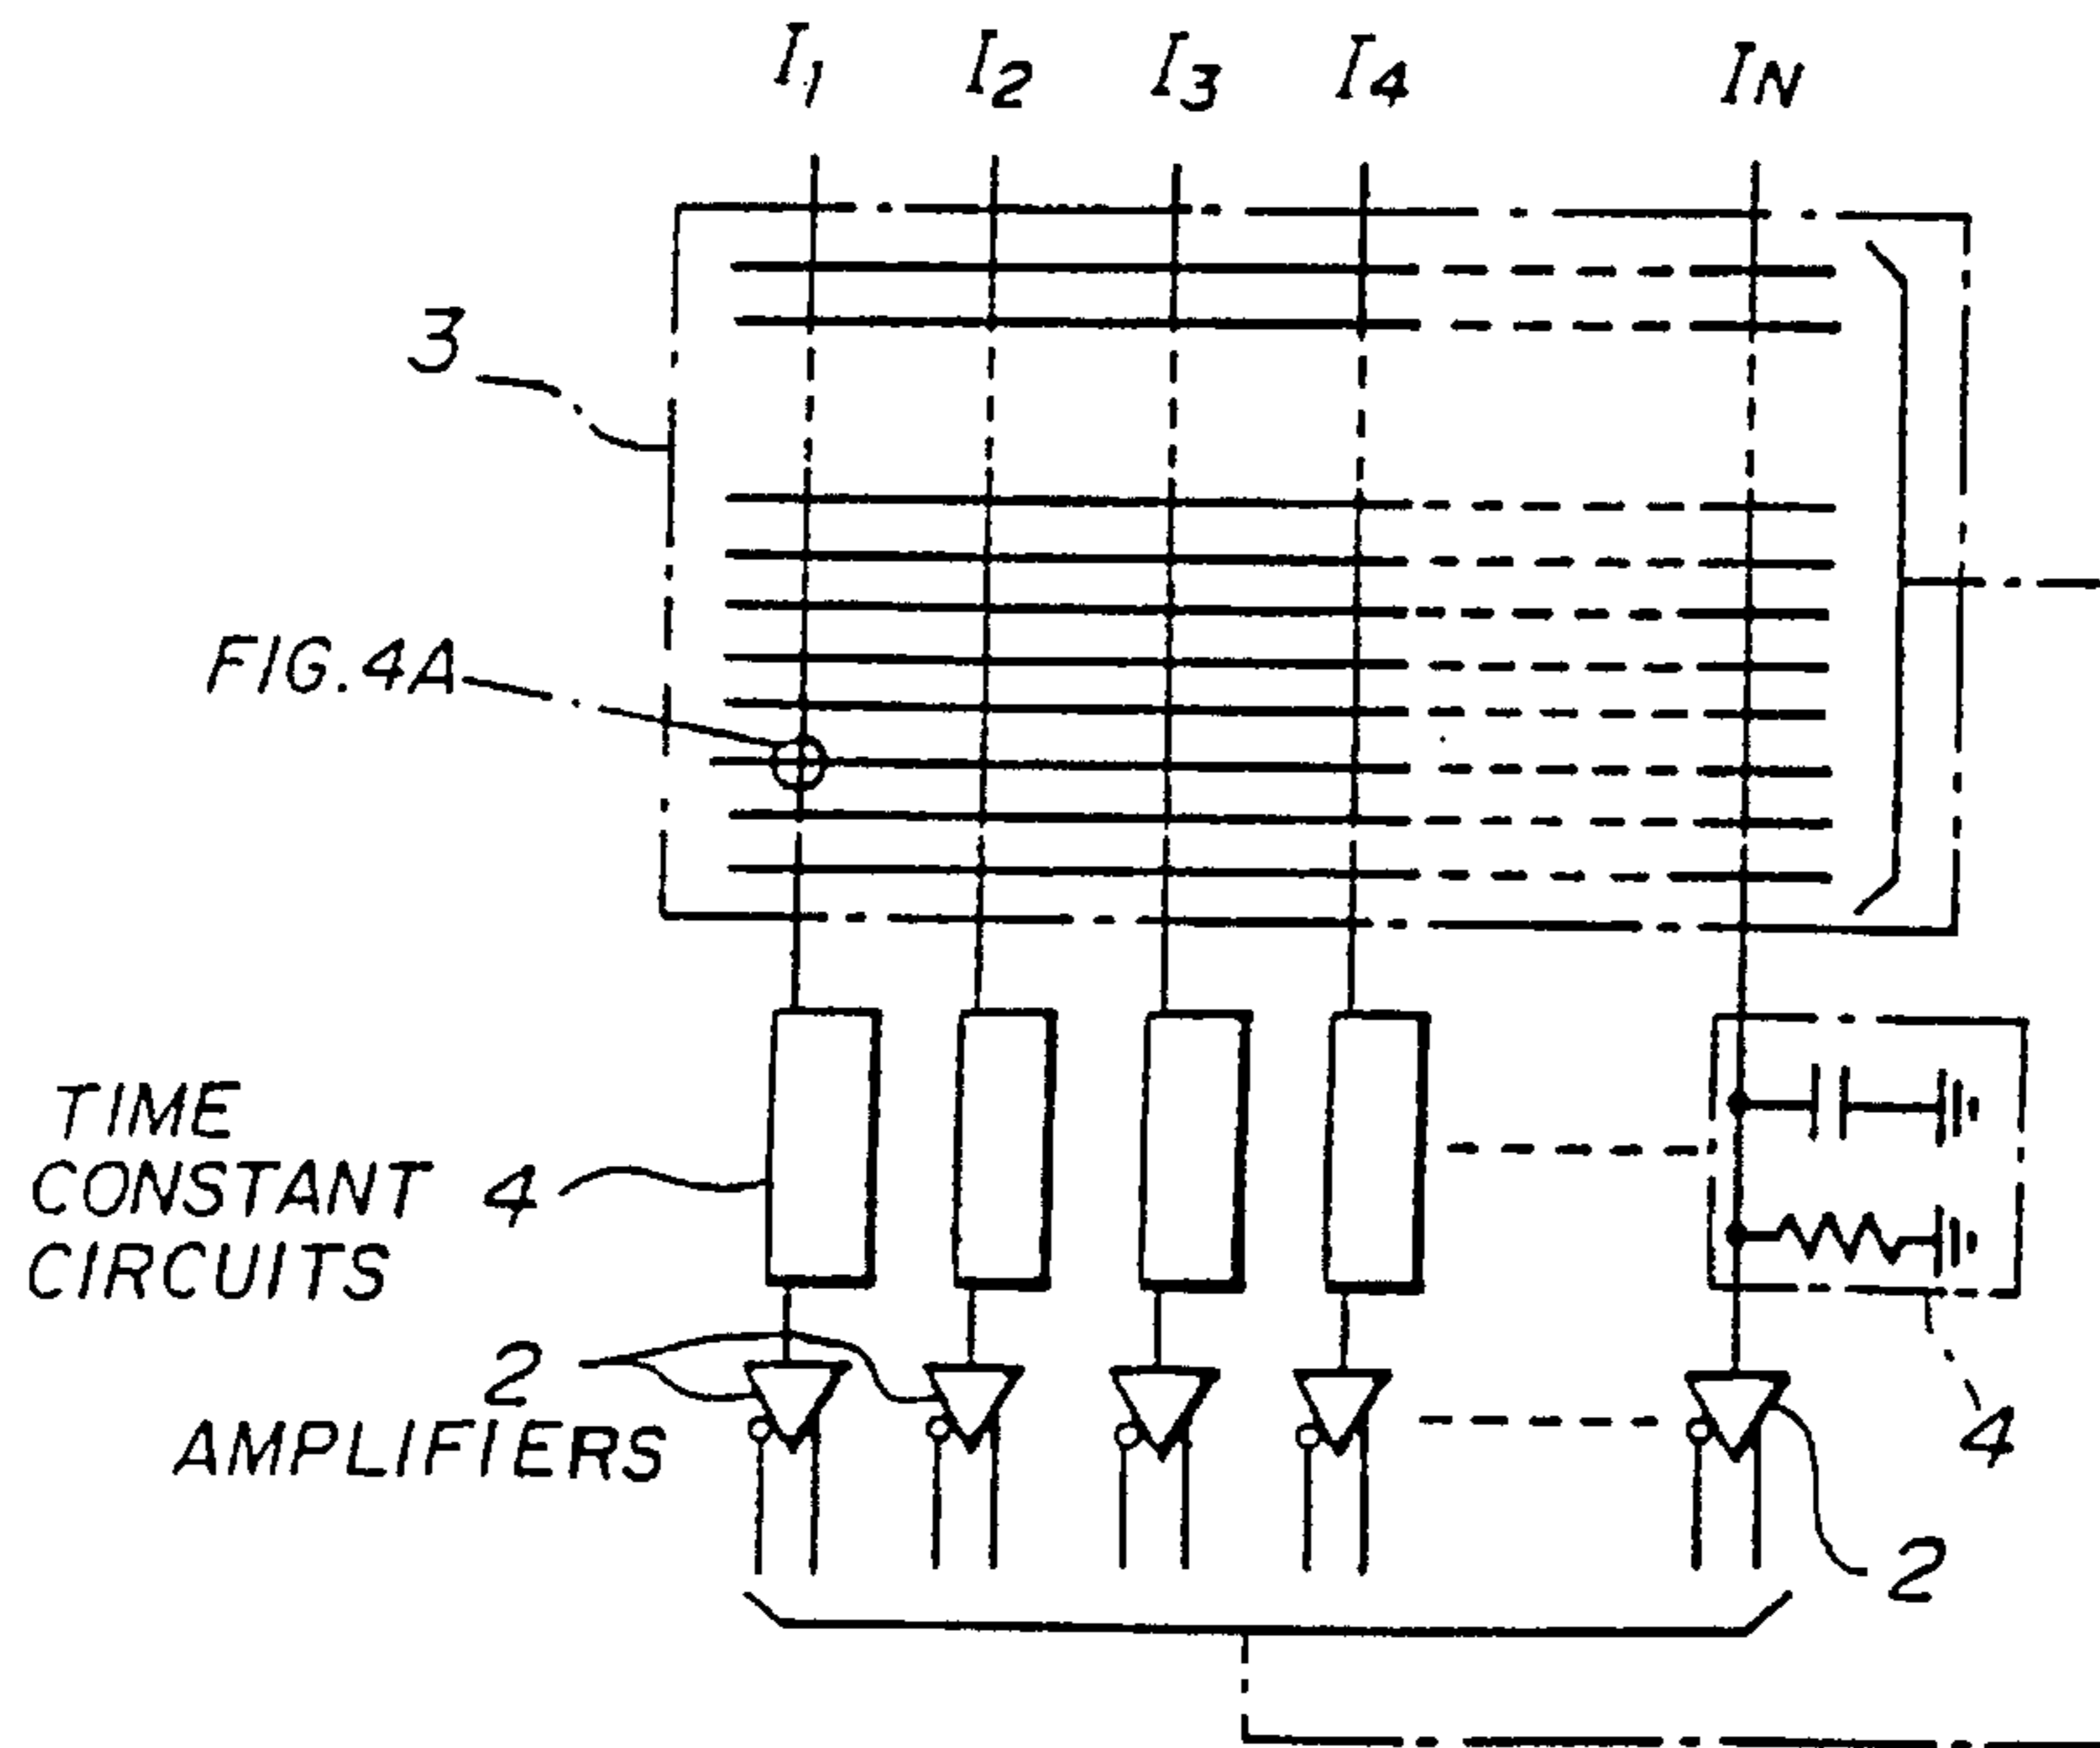 I1 I2 I3 I4 IN
3
FIG.4A
TIME
CONSTANT 4
CIRCUITS
2
AMPLIFIERS
4
2